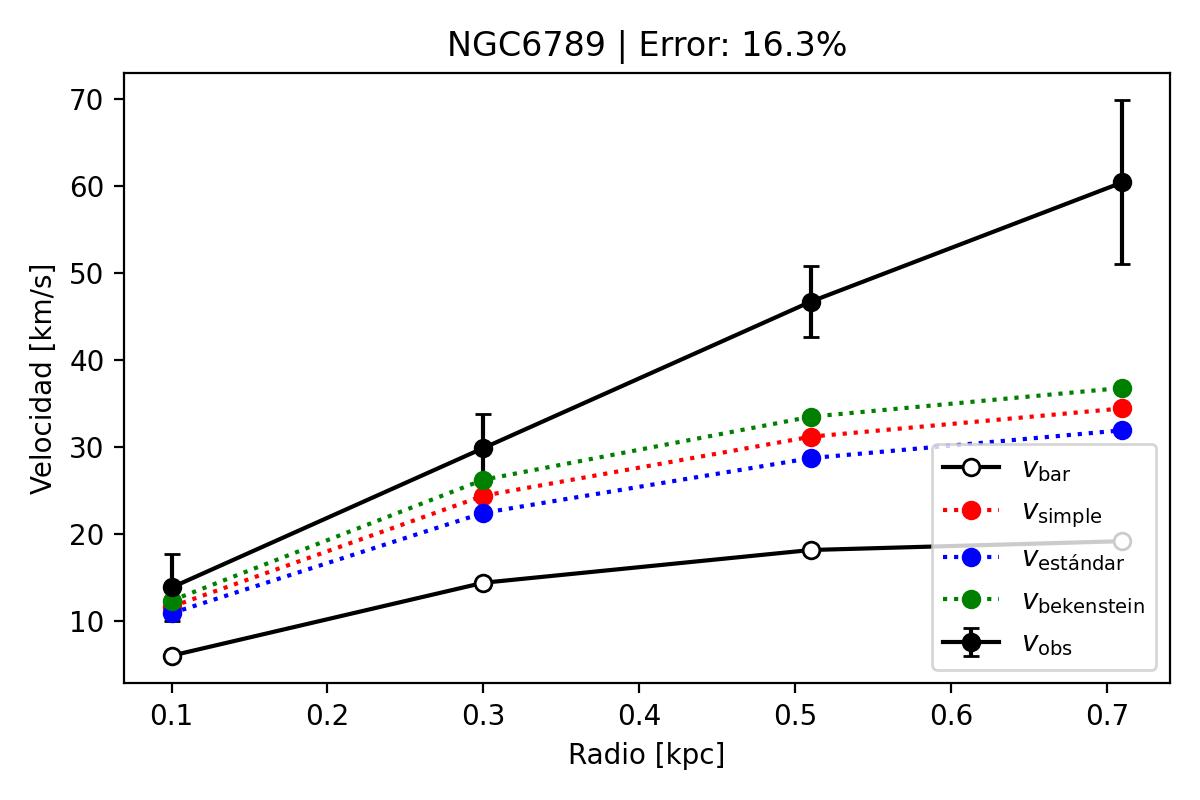 NGC6789 | Error: 16.3%
Velocidad [km/s]
70
60
50
40
30
20
10
v_bar
v_simple
v_estándar
v_bekenstein
v_obs
0.1 0.2 0.3 0.4 0.5 0.6 0.7
Radio [kpc]